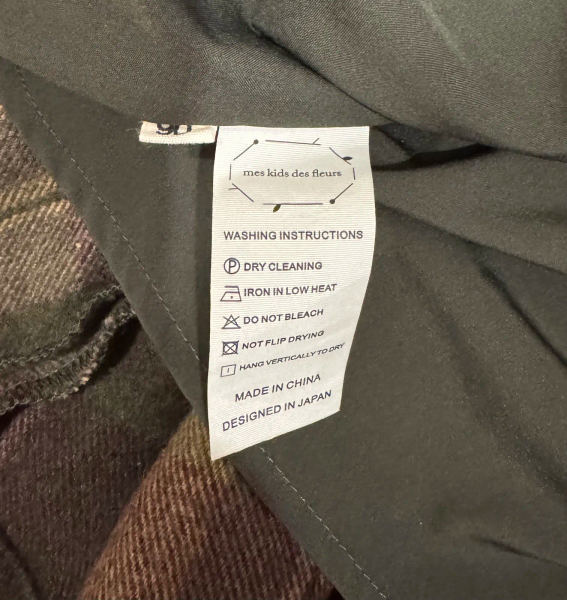 mes kids des fleurs
WASHING INSTRUCTIONS
P DRY CLEANING
IRON IN LOW HEAT
DO NOT BLEACH
NOT FLIP DRYING
HANG VERTICALLY TO DRY
MADE IN CHINA
DESIGNED IN JAPAN